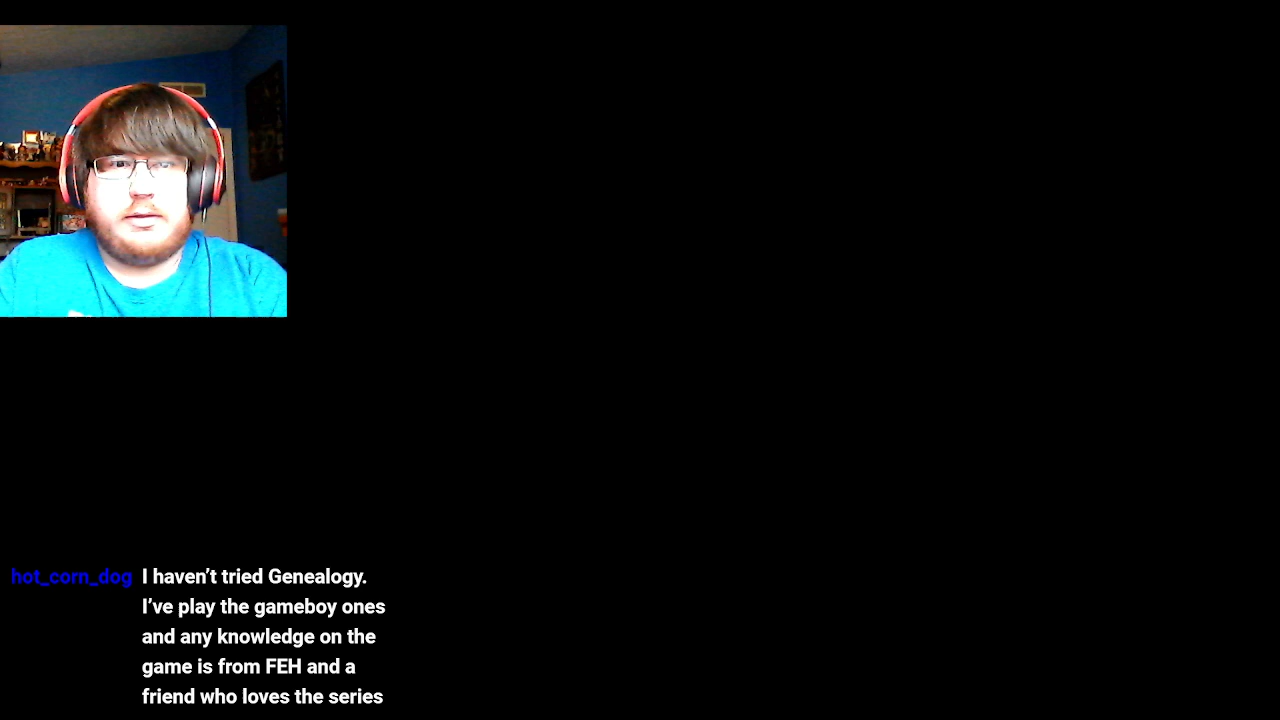 hot_corn_dog I haven’t tried Genealogy.
I’ve play the gameboy ones
and any knowledge on the
game is from FEH and a
friend who loves the series